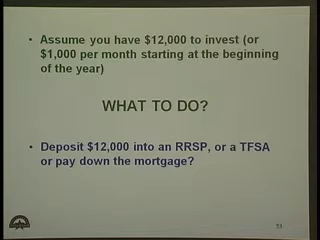 • Assume you have $12,000 to invest (or
$1,000 per month starting at the beginning
of the year)
WHAT TO DO?
• Deposit $12,000 into an RRSP, or a TFSA
or pay down the mortgage?